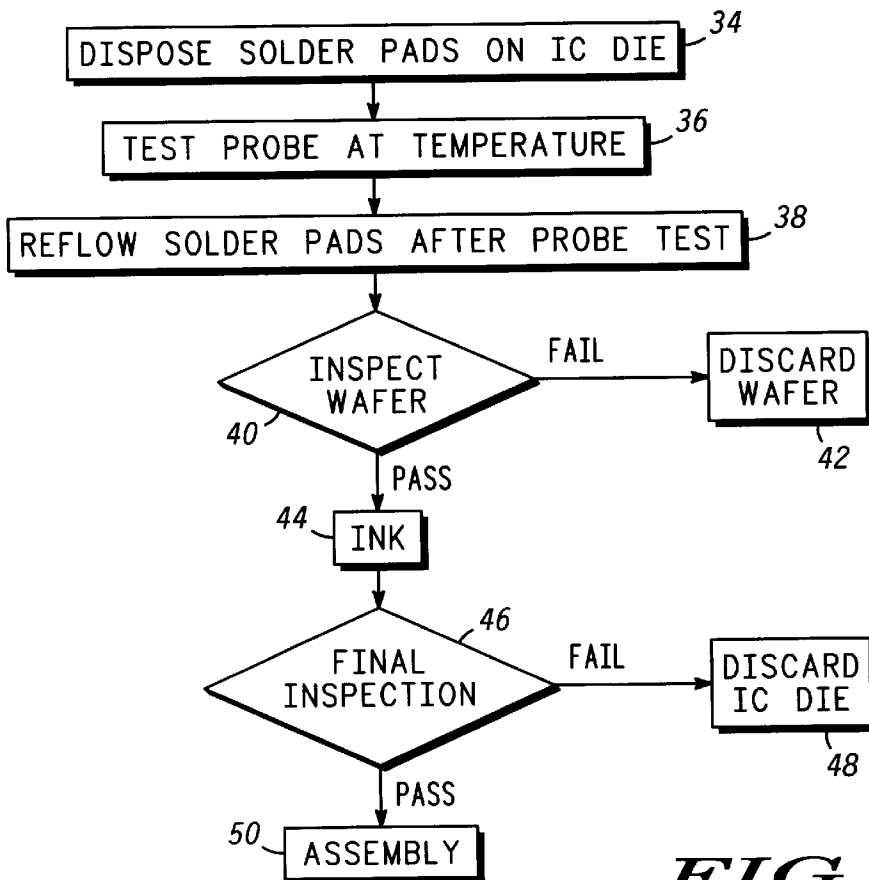 DISPOSE SOLDER PADS ON IC DIE
34
TEST PROBE AT TEMPERATURE
36
REFLOW SOLDER PADS AFTER PROBE TEST
38
INSPECT
WAFER
40
FAIL
DISCARD
WAFER
42
PASS
44
INK
FINAL
INSPECTION
46
FAIL
DISCARD
IC DIE
48
PASS
50
ASSEMBLY
FIG